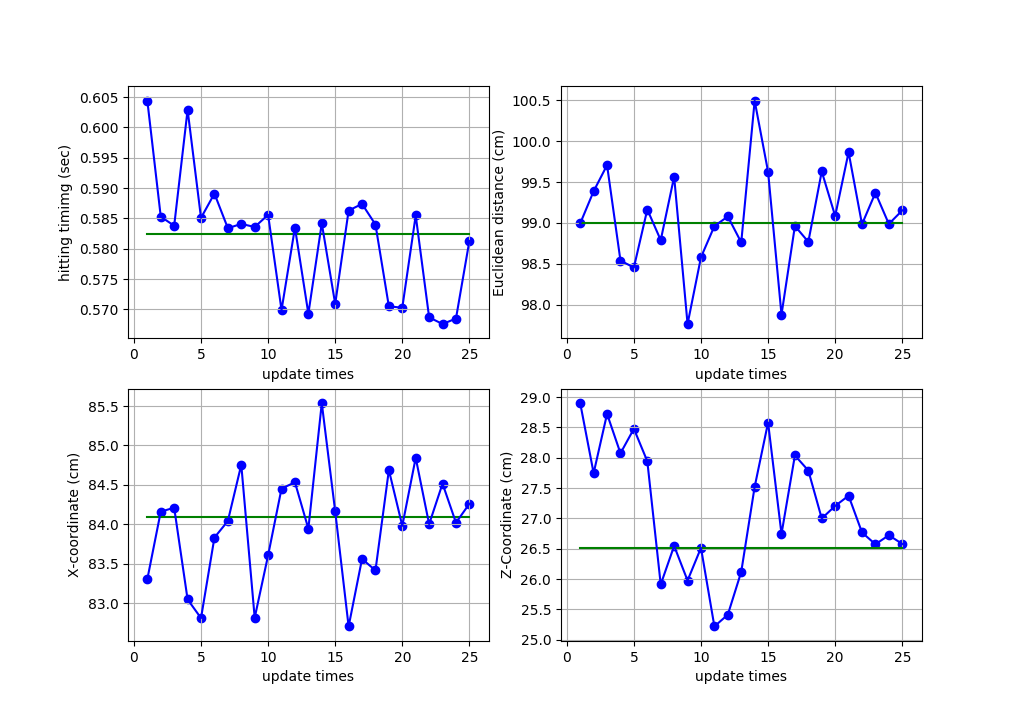 hitting timimg (sec)
0.605
0.600
0.595
0.590
0.585
0.580
0.575
0.570
0 5 10 15 20 25
update times
Euclidean distance (cm)
100.5
100.0
99.5
99.0
98.5
98.0
0 5 10 15 20 25
update times
X-coordinate (cm)
85.5
85.0
84.5
84.0
83.5
83.0
0 5 10 15 20 25
update times
Z-Coordinate (cm)
29.0
28.5
28.0
27.5
27.0
26.5
26.0
25.5
25.0
0 5 10 15 20 25
update times